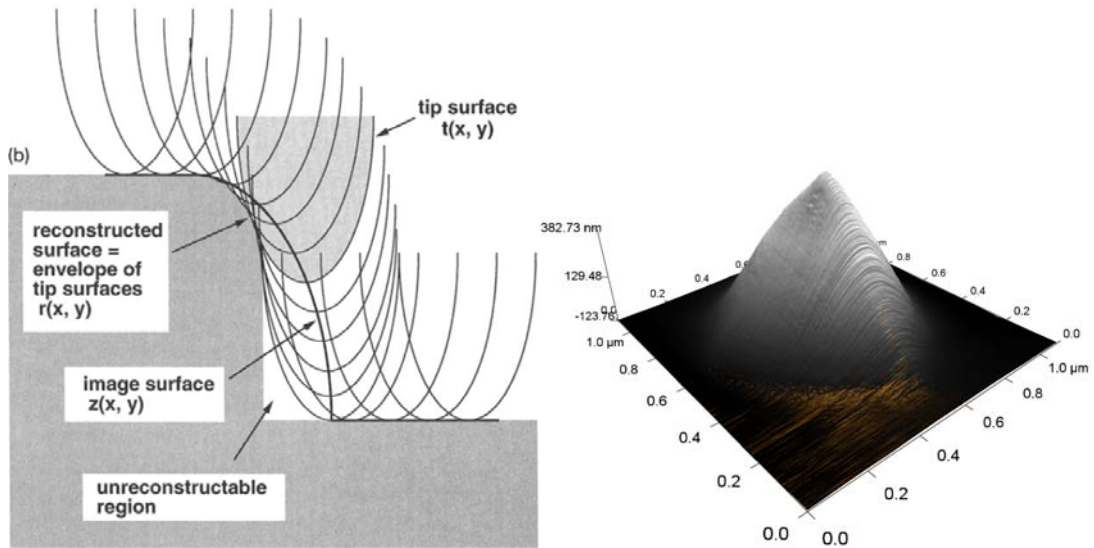 (b)
tip surface
t(x, y)
reconstructed
surface =
envelope of
tip surfaces
r(x, y)
image surface
z(x, y)
unreconstructable
region
382.73 nm
129.48
-123.76
0.0
0.2
0.4
0.6
0.8
0.6
0.4
0.2
0.0
1.0 µm
0.8
0.6
0.4
0.2
0.0
0.0
0.2
0.4
0.6
0.8
1.0 µm